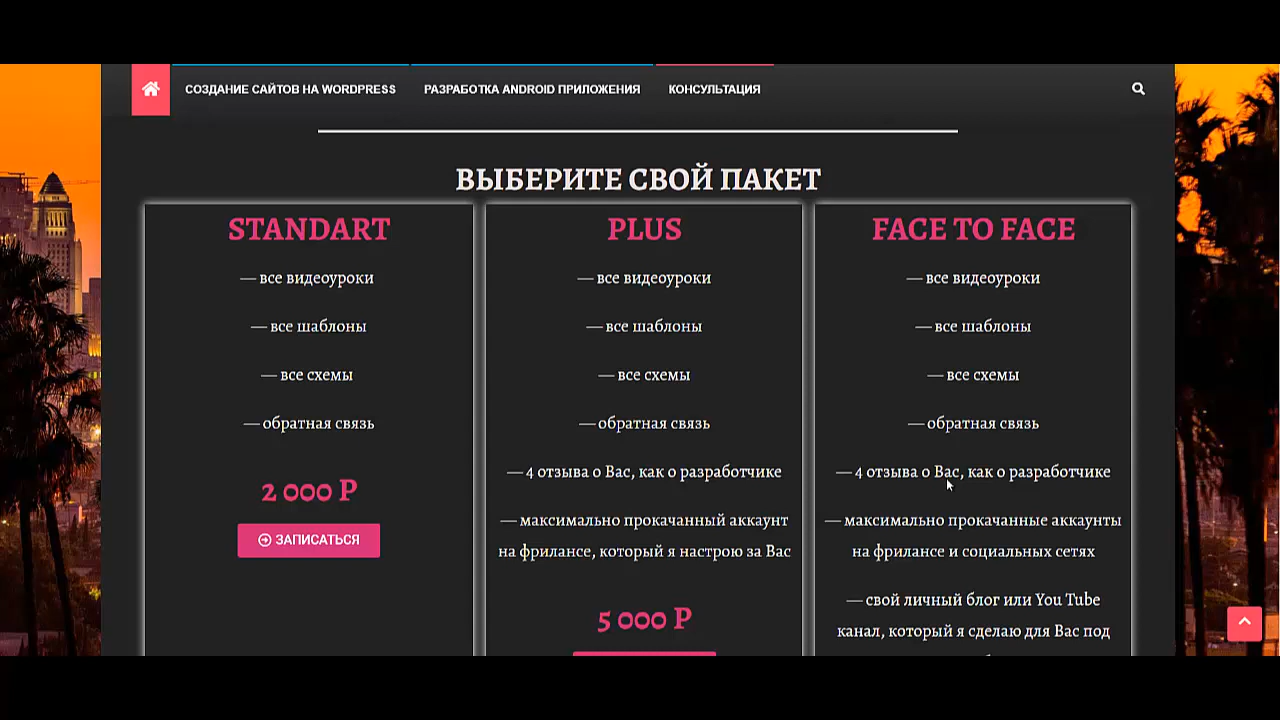 СОЗДАНИЕ САЙТОВ НА WORDPRESS РАЗРАБОТКА ANDROID ПРИЛОЖЕНИЯ КОНСУЛЬТАЦИЯ
ВЫБЕРИТЕ СВОЙ ПАКЕТ
STANDART
— все видеоуроки
— все шаблоны
— все схемы
— обратная связь
2 000 Р
ЗАПИСАТЬСЯ
PLUS
— все видеоуроки
— все шаблоны
— все схемы
— обратная связь
— 4 отзыва о Вас, как о разработчике
— максимально прокачанный аккаунт
на фрилансе, который я настрою за Вас
5 000 Р
FACE TO FACE
— все видеоуроки
— все шаблоны
— все схемы
— обратная связь
— 4 отзыва о Вас, как о разработчике
— максимально прокачанные аккаунты
на фрилансе и социальных сетях
— свой личный блог или You Tube
канал, который я сделаю для Вас под